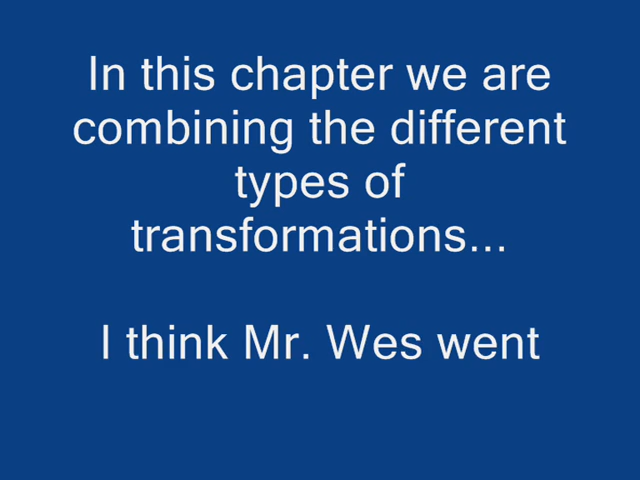 In this chapter we are
combining the different
types of
transformations...
I think Mr. Wes went